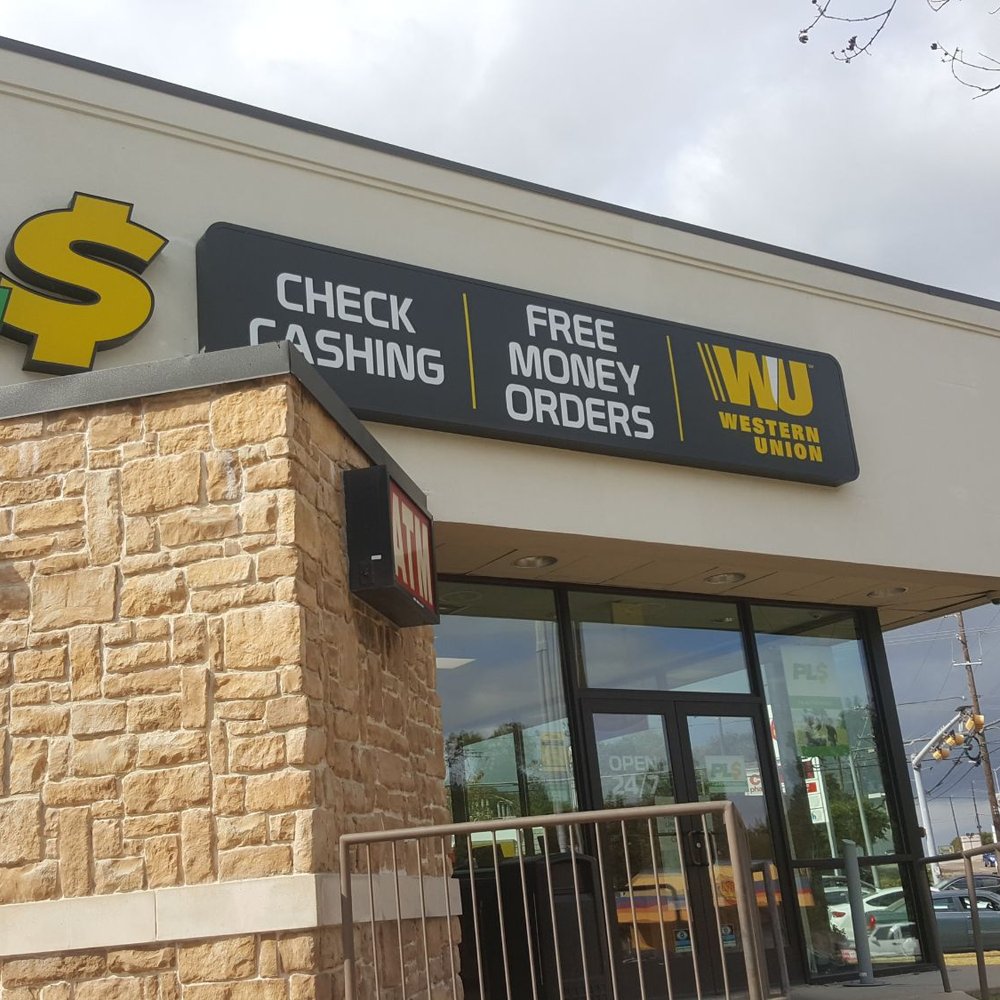 $
CHECK
CASHING
FREE
MONEY
ORDERS
WU
WESTERN
UNION
ATM
OPEN
24/7
PL$
PL$